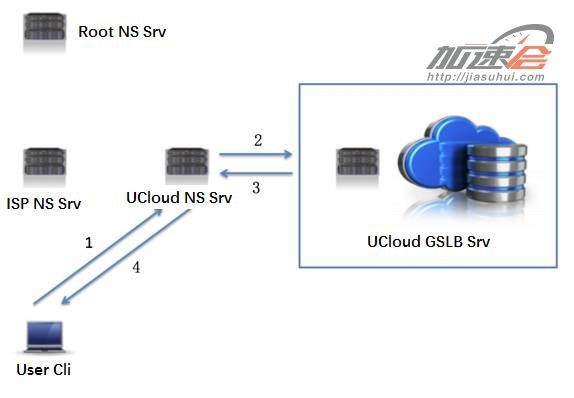 Root NS Srv
加速会
http://jiasuhui.com
ISP NS Srv
UCloud NS Srv
2
3
UCloud GSLB Srv
1
4
User Cli